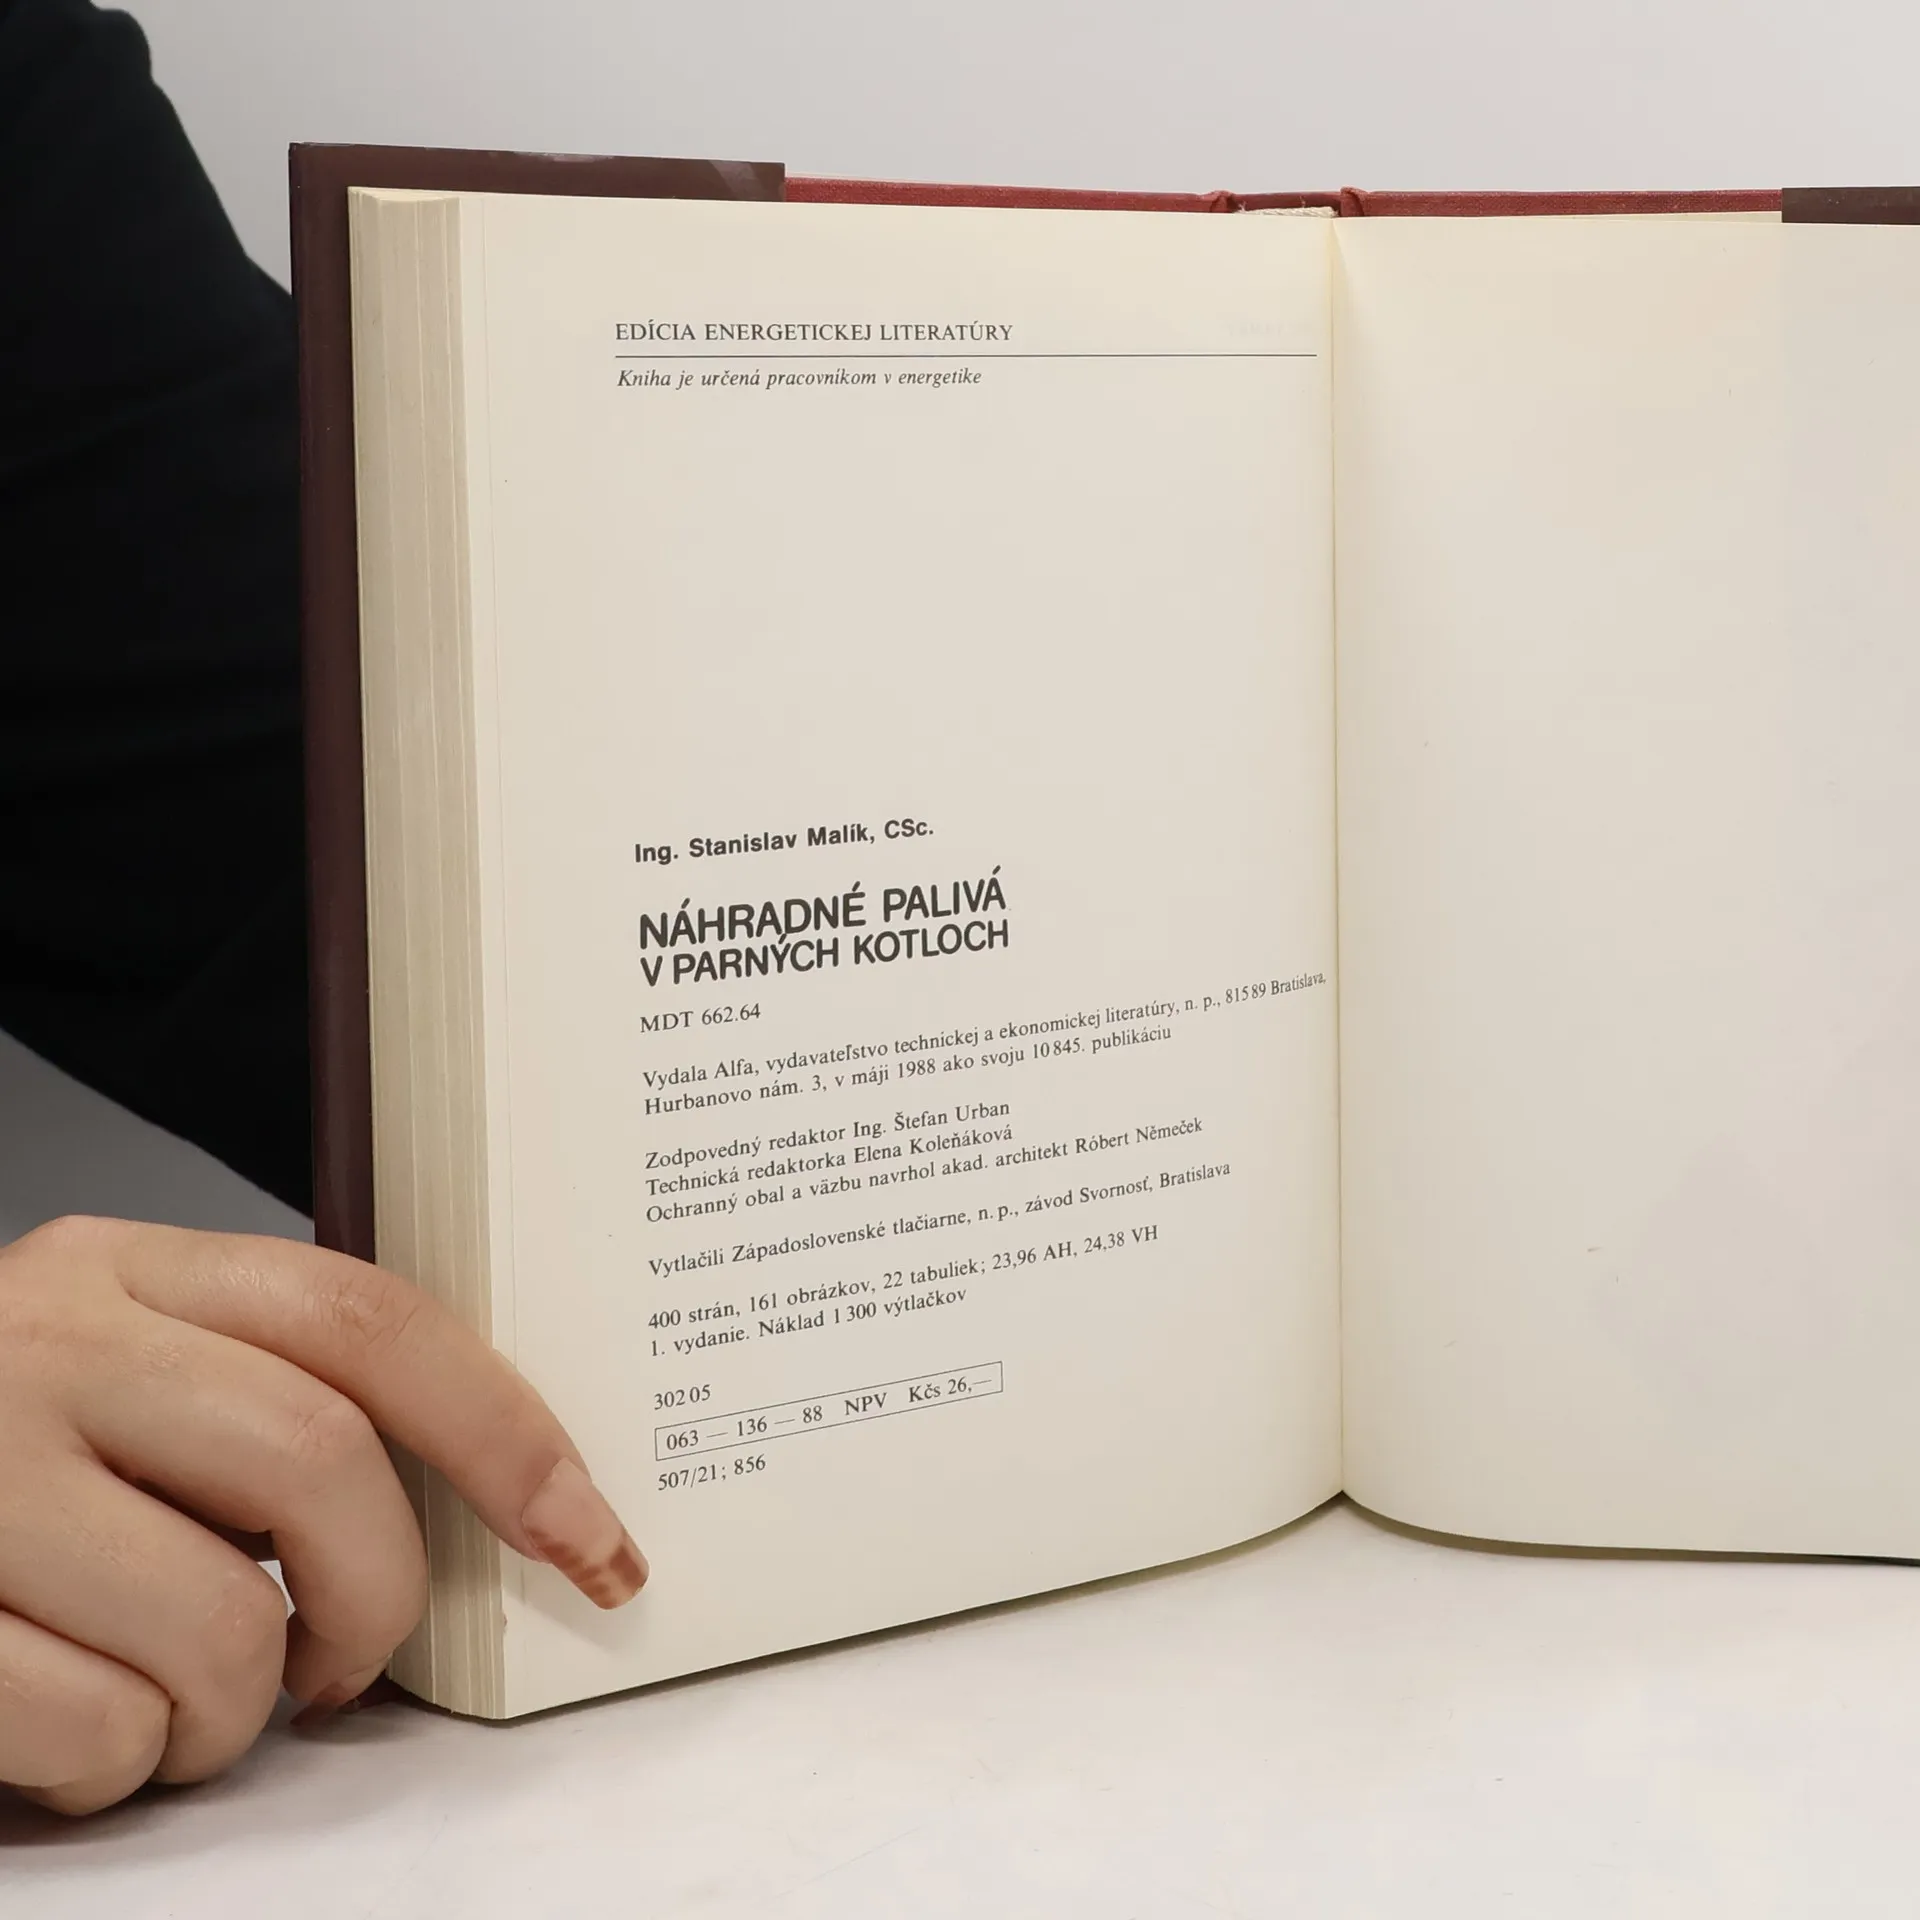 EDÍCIA ENERGETICKEJ LITERATÚRY
Kniha je určená pracovníkom v energetike
Ing. Stanislav Malík, CSc.
NÁHRADNÉ PALIVÁ
V PARNÝCH KOTLOCH
MDT 662.64
Vydala Alfa, vydavateľstvo technickej a ekonomickej literatúry, n. p., 815 89 Bratislava,
Hurbanovo nám. 3, v máji 1988 ako svoju 10 845. publikáciu
Zodpovedný redaktor Ing. Štefan Urban
Technická redaktorka Elena Koleňáková
Ochranný obal a väzbu navrhol akad. architekt Róbert Němeček
Vytlačili Západoslovenské tlačiarne, n. p., závod Svornosť, Bratislava
400 strán, 161 obrázkov, 22 tabuliek; 23,96 AH, 24,38 VH
1. vydanie. Náklad 1 300 výtlačkov
302 05
063 — 136 — 88 NPV Kčs 26,—
507/21; 856